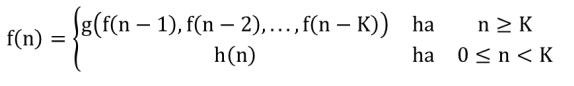 f(n) = { g(f(n − 1), f(n − 2), …, f(n − K)) ha n ≥ K
h(n) ha 0 ≤ n < K